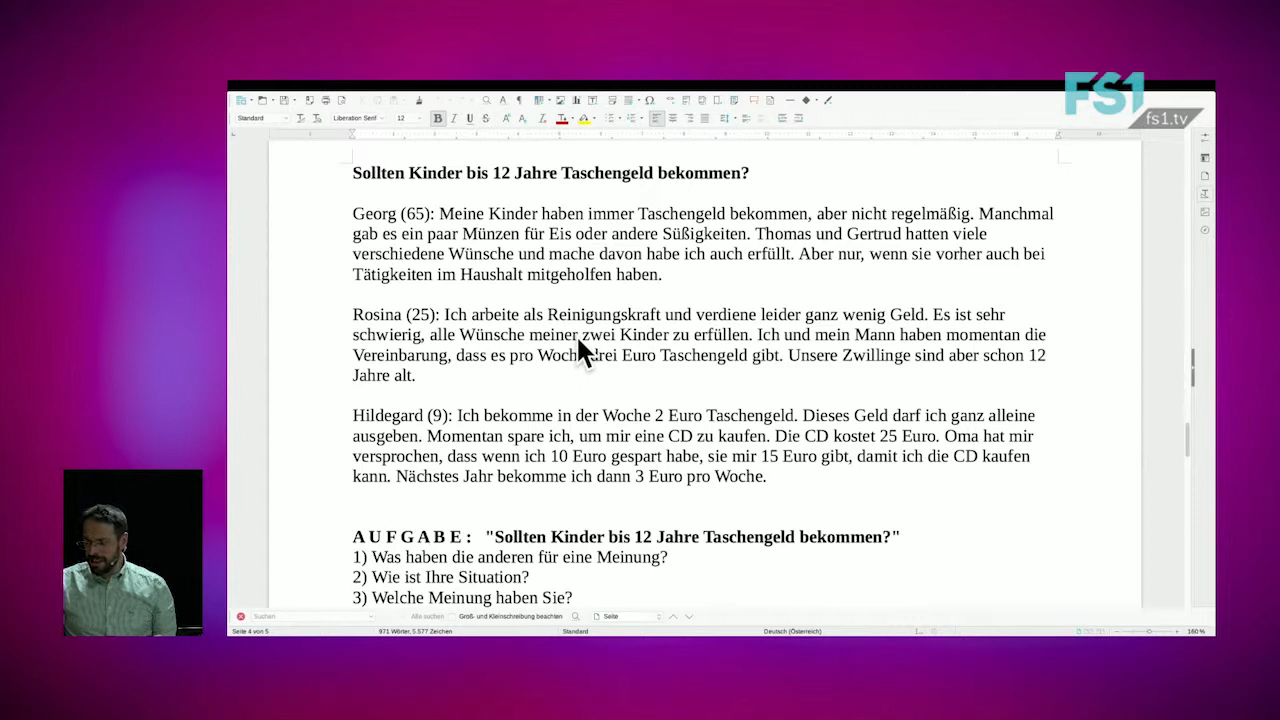 FS1
fs1.tv
Standard
Liberation Serif
12
Sollten Kinder bis 12 Jahre Taschengeld bekommen?
Georg (65): Meine Kinder haben immer Taschengeld bekommen, aber nicht regelmäßig. Manchmal
gab es ein paar Münzen für Eis oder andere Süßigkeiten. Thomas und Gertrud hatten viele
verschiedene Wünsche und mache davon habe ich auch erfüllt. Aber nur, wenn sie vorher auch bei
Tätigkeiten im Haushalt mitgeholfen haben.
Rosina (25): Ich arbeite als Reinigungskraft und verdiene leider ganz wenig Geld. Es ist sehr
schwierig, alle Wünsche meiner zwei Kinder zu erfüllen. Ich und mein Mann haben momentan die
Vereinbarung, dass es pro Woche drei Euro Taschengeld gibt. Unsere Zwillinge sind aber schon 12
Jahre alt.
Hildegard (9): Ich bekomme in der Woche 2 Euro Taschengeld. Dieses Geld darf ich ganz alleine
ausgeben. Momentan spare ich, um mir eine CD zu kaufen. Die CD kostet 25 Euro. Oma hat mir
versprochen, dass wenn ich 10 Euro gespart habe, sie mir 15 Euro gibt, damit ich die CD kaufen
kann. Nächstes Jahr bekomme ich dann 3 Euro pro Woche.
A U F G A B E : "Sollten Kinder bis 12 Jahre Taschengeld bekommen?"
1) Was haben die anderen für eine Meinung?
2) Wie ist Ihre Situation?
3) Welche Meinung haben Sie?
Suchen
Alle suchen
Groß- und Kleinschreibung beachten
Seite
Seite 4 von 5
971 Wörter, 5.577 Zeichen
Standard
Deutsch (Österreich)
160 %